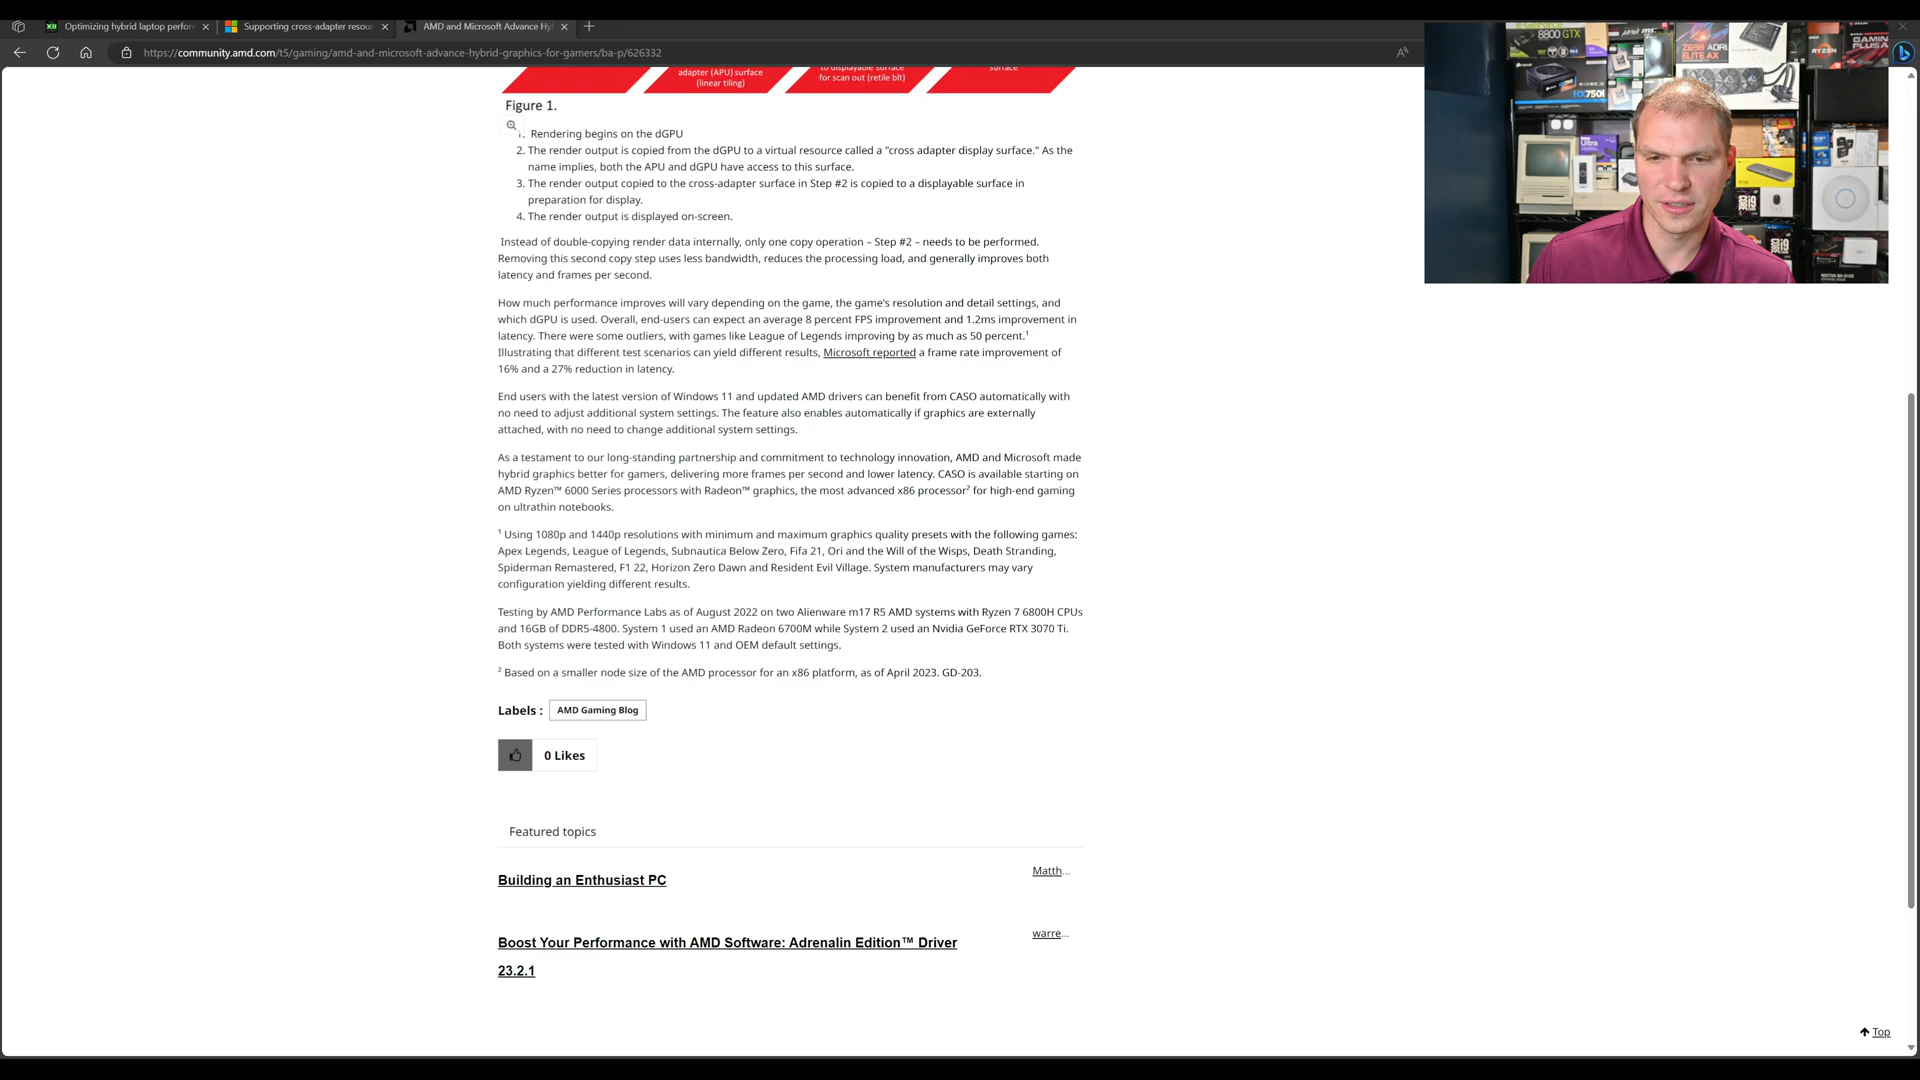 Optimizing hybrid laptop perform
Supporting cross-adapter resour
AMD and Microsoft Advance Hy
https://community.amd.com/t5/gaming/amd-and-microsoft-advance-hybrid-graphics-for-gamers/ba-p/626332
adapter (APU) surface
(linear tiling)
to displayable surface
for scan out (retile blt)
surface
Figure 1.
1. Rendering begins on the dGPU
2. The render output is copied from the dGPU to a virtual resource called a "cross adapter display surface." As the
name implies, both the APU and dGPU have access to this surface.
3. The render output copied to the cross-adapter surface in Step #2 is copied to a displayable surface in
preparation for display.
4. The render output is displayed on-screen.
Instead of double-copying render data internally, only one copy operation – Step #2 – needs to be performed.
Removing this second copy step uses less bandwidth, reduces the processing load, and generally improves both
latency and frames per second.
How much performance improves will vary depending on the game, the game's resolution and detail settings, and
which dGPU is used. Overall, end-users can expect an average 8 percent FPS improvement and 1.2ms improvement in
latency. There were some outliers, with games like League of Legends improving by as much as 50 percent.¹
Illustrating that different test scenarios can yield different results, Microsoft reported a frame rate improvement of
16% and a 27% reduction in latency.
End users with the latest version of Windows 11 and updated AMD drivers can benefit from CASO automatically with
no need to adjust additional system settings. The feature also enables automatically if graphics are externally
attached, with no need to change additional system settings.
As a testament to our long-standing partnership and commitment to technology innovation, AMD and Microsoft made
hybrid graphics better for gamers, delivering more frames per second and lower latency. CASO is available starting on
AMD Ryzen™ 6000 Series processors with Radeon™ graphics, the most advanced x86 processor² for high-end gaming
on ultrathin notebooks.
¹ Using 1080p and 1440p resolutions with minimum and maximum graphics quality presets with the following games:
Apex Legends, League of Legends, Subnautica Below Zero, Fifa 21, Ori and the Will of the Wisps, Death Stranding,
Spiderman Remastered, F1 22, Horizon Zero Dawn and Resident Evil Village. System manufacturers may vary
configuration yielding different results.
Testing by AMD Performance Labs as of August 2022 on two Alienware m17 R5 AMD systems with Ryzen 7 6800H CPUs
and 16GB of DDR5-4800. System 1 used an AMD Radeon 6700M while System 2 used an Nvidia GeForce RTX 3070 Ti.
Both systems were tested with Windows 11 and OEM default settings.
² Based on a smaller node size of the AMD processor for an x86 platform, as of April 2023. GD-203.
Labels : AMD Gaming Blog
0 Likes
Featured topics
Building an Enthusiast PC
Matth...
Boost Your Performance with AMD Software: Adrenalin Edition™ Driver
23.2.1
warre...
Top
8800 GTX
HX750I
Z690 ADRL
ELITE AX
RYZEN
GAMING
PLUS
Ultra
i9